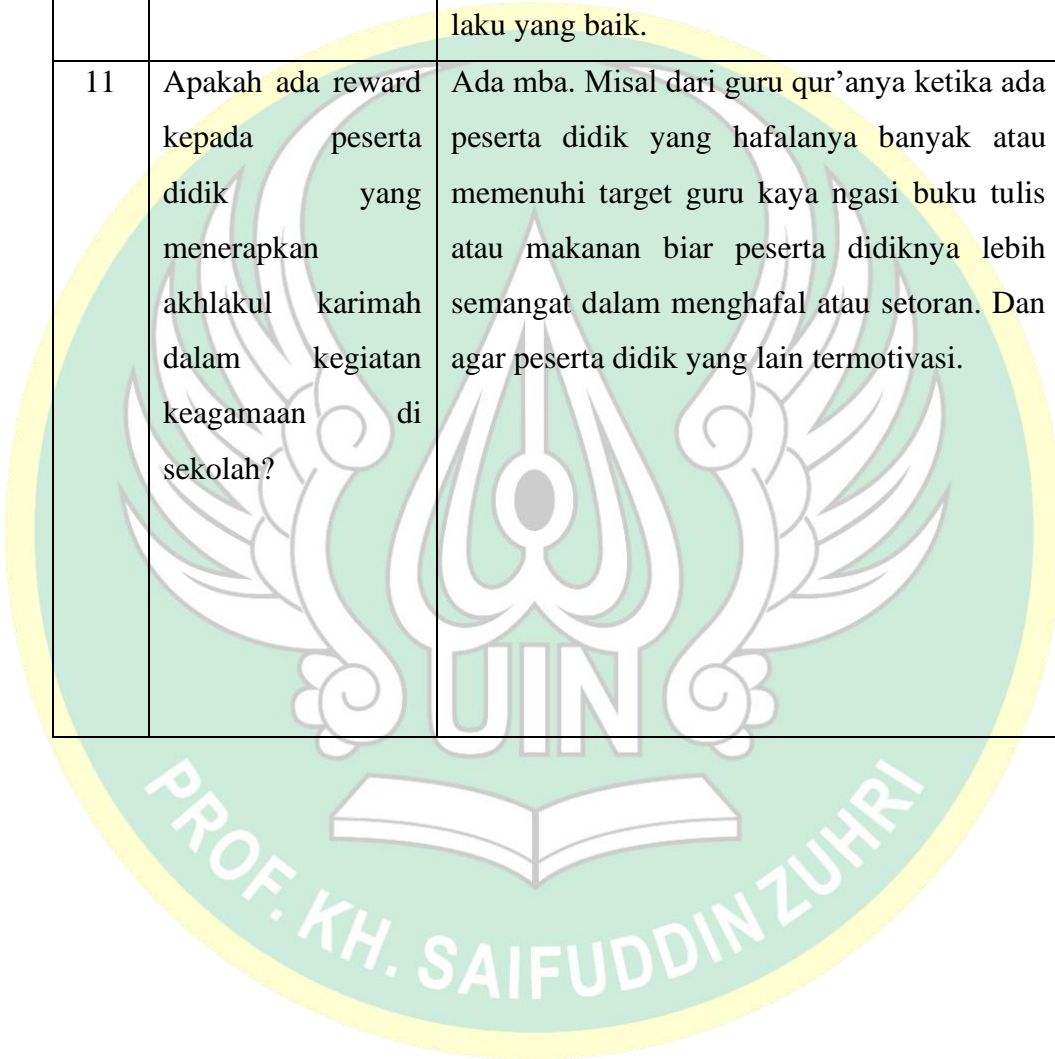 laku yang baik.
11
Apakah ada reward
kepada peserta
didik yang
menerapkan
akhlakul karimah
dalam kegiatan
keagamaan di
sekolah?
Ada mba. Misal dari guru qur’anya ketika ada
peserta didik yang hafalanya banyak atau
memenuhi target guru kaya ngasi buku tulis
atau makanan biar peserta didiknya lebih
semangat dalam menghafal atau setoran. Dan
agar peserta didik yang lain termotivasi.
UIN
PROF. KH. SAIFUDDIN ZUHRI